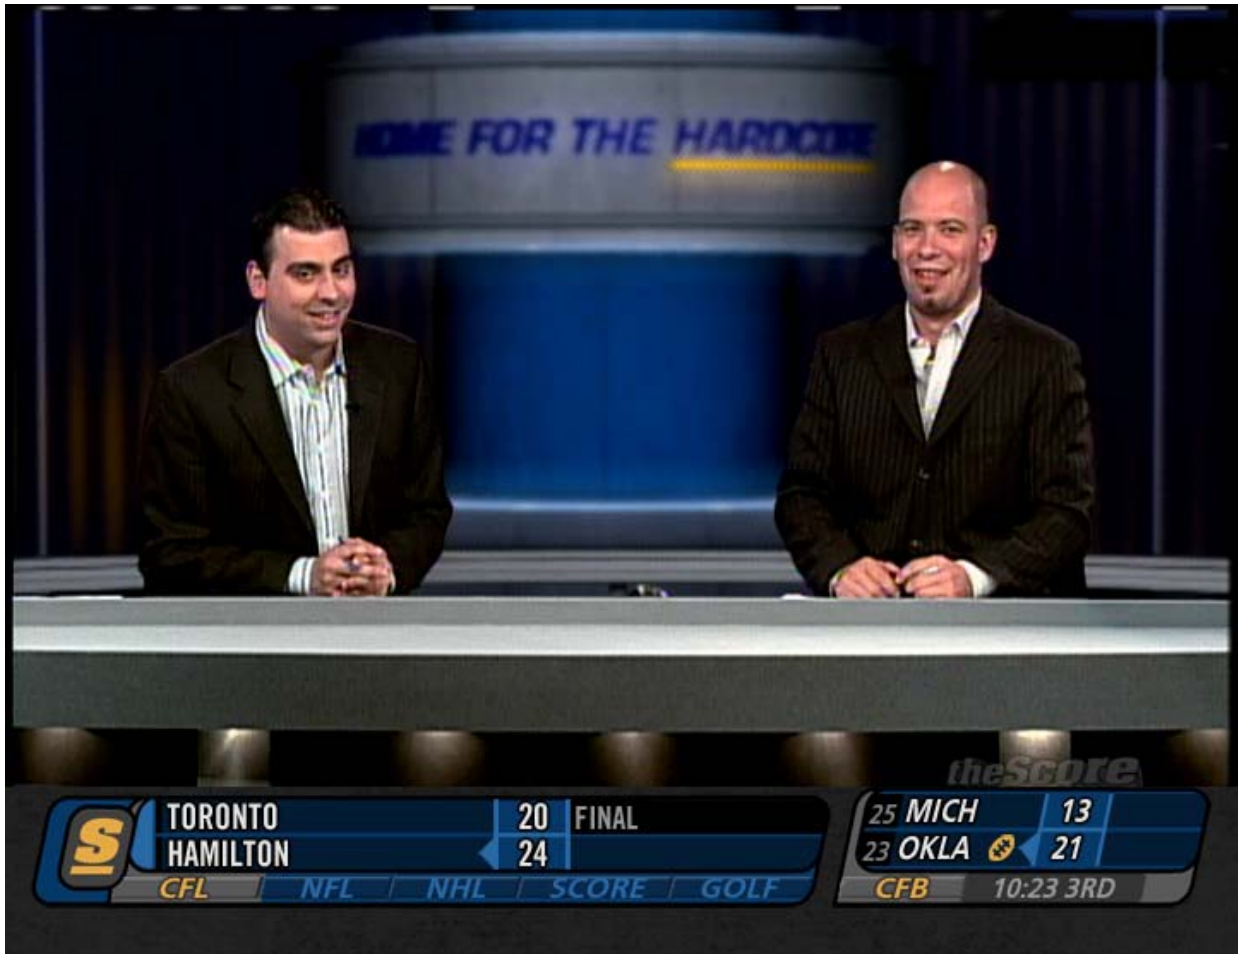 HOME FOR THE HARDCORE
theScore
S
TORONTO 20 FINAL
HAMILTON 24
CFL NFL NHL SCORE GOLF
25 MICH 13
23 OKLA 21
CFB 10:23 3RD